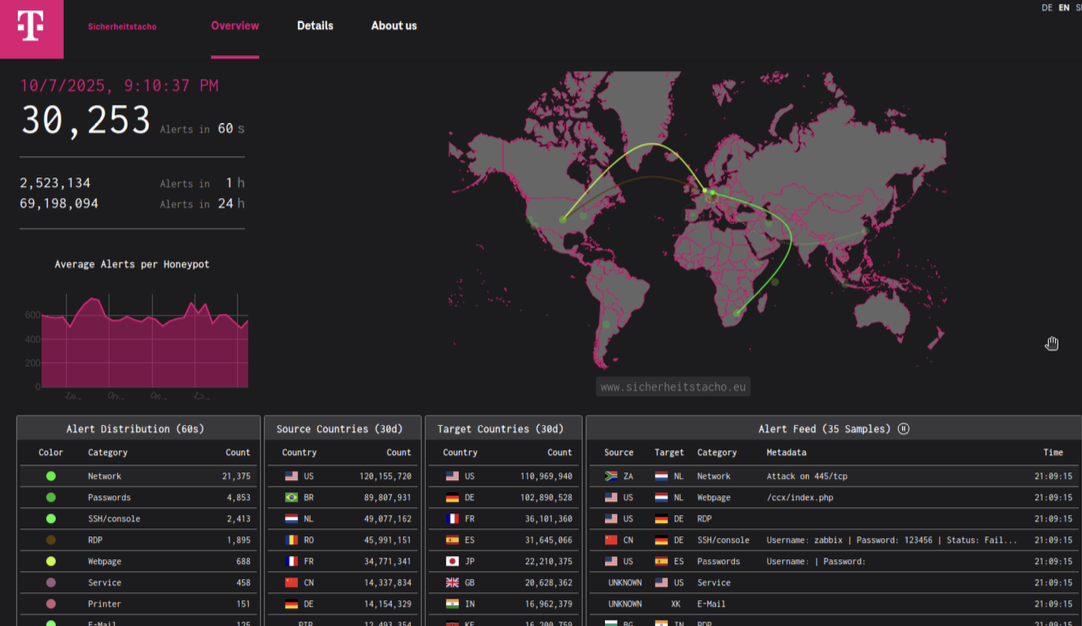 T
DE EN
Sicherheitstacho Overview Details About us
10/7/2025, 9:10:37 PM
30,253 Alerts in 60 s
2,523,134 Alerts in 1 h
69,198,094 Alerts in 24 h
Average Alerts per Honeypot
600
400
200
0
www.sicherheitstacho.eu
Alert Distribution (60s)
Color Category Count
Network 21,375
Passwords 4,853
SSH/console 2,413
RDP 1,895
Webpage 688
Service 458
Printer 151
E-Mail 125
Source Countries (30d)
Country Count
US 120,155,720
BR 89,807,931
NL 49,077,162
RO 45,991,151
FR 34,771,341
CN 14,337,834
DE 14,154,329
12,493,354
Target Countries (30d)
Country Count
US 110,969,940
DE 102,890,528
FR 36,101,360
ES 31,645,066
JP 22,210,375
GB 20,628,362
IN 16,962,379
KE 16,200,759
Alert Feed (35 Samples)
Source Target Category Metadata Time
ZA NL Network Attack on 445/tcp 21:09:15
US NL Webpage /ccx/index.php 21:09:15
US DE RDP 21:09:15
CN DE SSH/console Username: zabbix | Password: 123456 | Status: Fail... 21:09:15
US ES Passwords Username: | Password: 21:09:15
UNKNOWN US Service 21:09:15
UNKNOWN XK E-Mail 21:09:15
BG IN RDP 21:09:15